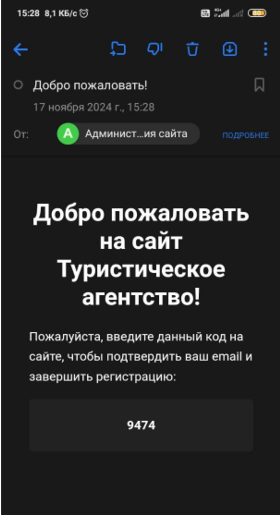 15:28 8,1 КБ/с
Добро пожаловать!
17 ноября 2024 г., 15:28
От: А Админист...ия сайта ПОДРОБНЕЕ
Добро пожаловать
на сайт
Туристическое
агентство!
Пожалуйста, введите данный код на
сайте, чтобы подтвердить ваш email и
завершить регистрацию:
9474